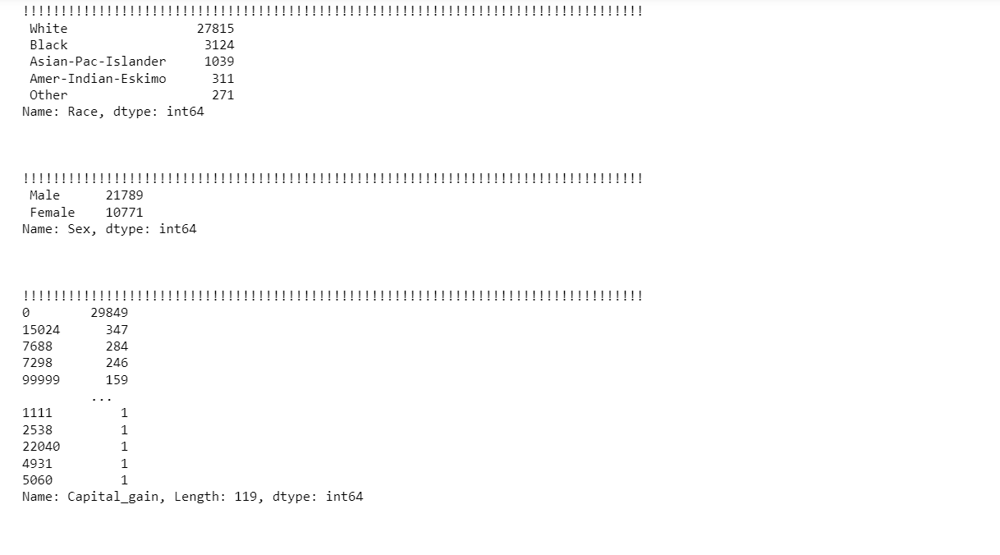 !!!!!!!!!!!!!!!!!!!!!!!!!!!!!!!!!!!!!!!!!!!!!!!!!!!!!!!!!!!!!!!!!!!!!!!!!!!!!!!!!!
White 27815
Black 3124
Asian-Pac-Islander 1039
Amer-Indian-Eskimo 311
Other 271
Name: Race, dtype: int64
!!!!!!!!!!!!!!!!!!!!!!!!!!!!!!!!!!!!!!!!!!!!!!!!!!!!!!!!!!!!!!!!!!!!!!!!!!!!!!!!!!
Male 21789
Female 10771
Name: Sex, dtype: int64
!!!!!!!!!!!!!!!!!!!!!!!!!!!!!!!!!!!!!!!!!!!!!!!!!!!!!!!!!!!!!!!!!!!!!!!!!!!!!!!!!!
0 29849
15024 347
7688 284
7298 246
99999 159
...
1111 1
2538 1
22040 1
4931 1
5060 1
Name: Capital_gain, Length: 119, dtype: int64